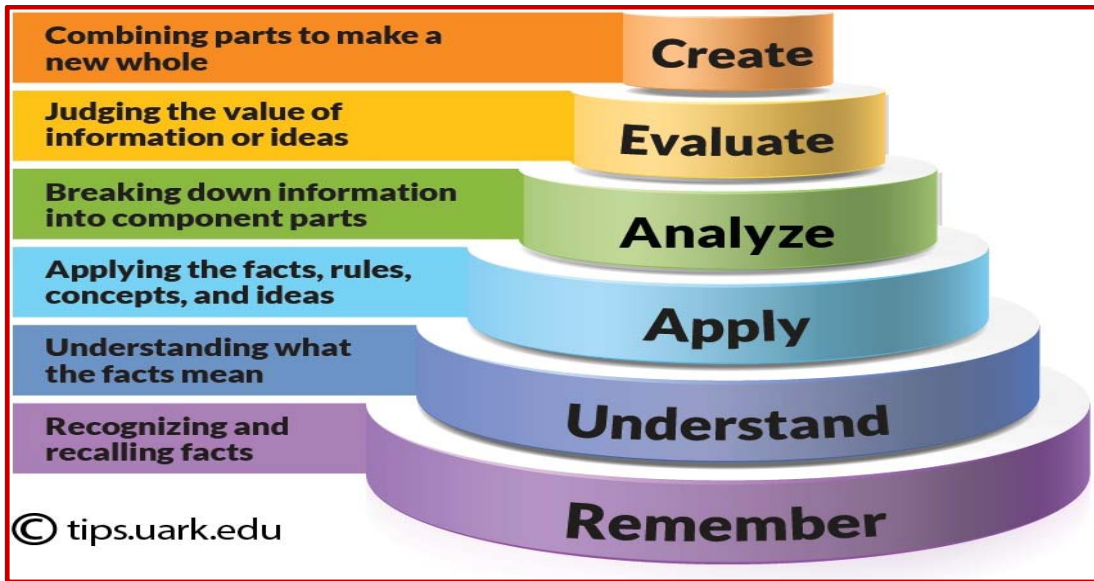 Combining parts to make a
new whole
Create
Judging the value of
information or ideas
Evaluate
Breaking down information
into component parts
Analyze
Applying the facts, rules,
concepts, and ideas
Apply
Understanding what
the facts mean
Understand
Recognizing and
recalling facts
Remember
© tips.uark.edu